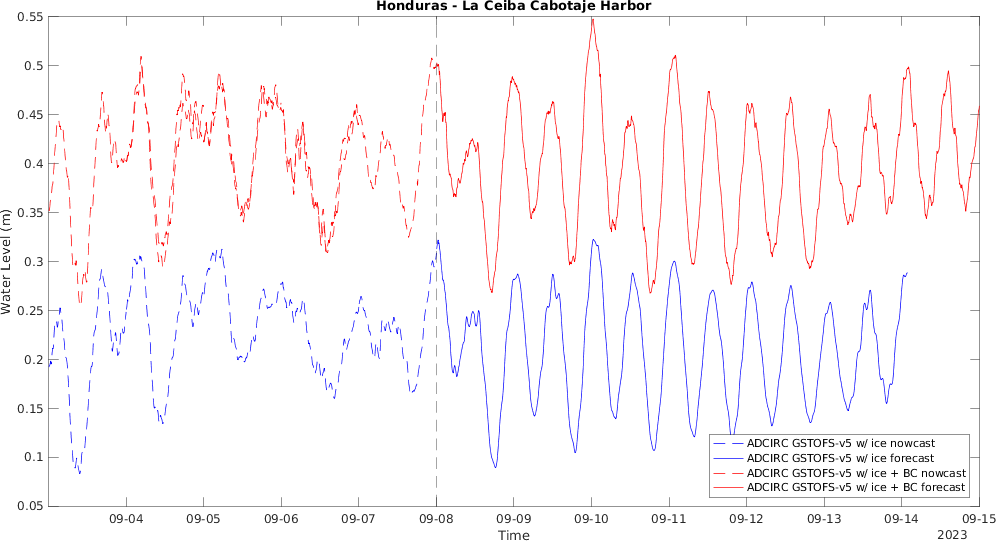 Honduras - La Ceiba Cabotaje Harbor
0.55
0.5
0.45
0.4
0.35
0.3
0.25
0.2
0.15
0.1
0.05
Water Level (m)
ADCIRC GSTOFS-v5 w/ ice nowcast
ADCIRC GSTOFS-v5 w/ ice forecast
ADCIRC GSTOFS-v5 w/ ice + BC nowcast
ADCIRC GSTOFS-v5 w/ ice + BC forecast
09-04 09-05 09-06 09-07 09-08 09-09 09-10 09-11 09-12 09-13 09-14 09-15
Time
2023